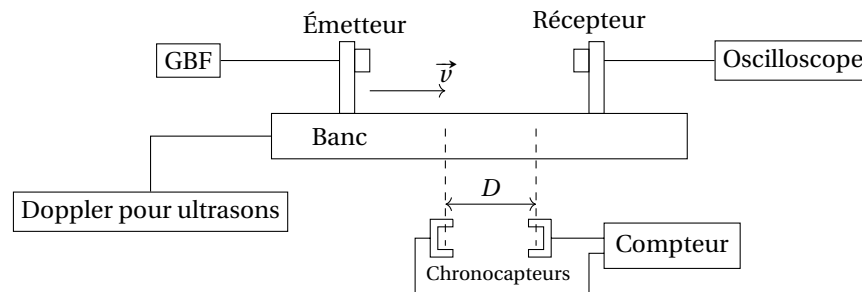 Émetteur
Récepteur
GBF
v
Oscilloscope
Banc
D
Doppler pour ultrasons
Compteur
Chronocapteurs